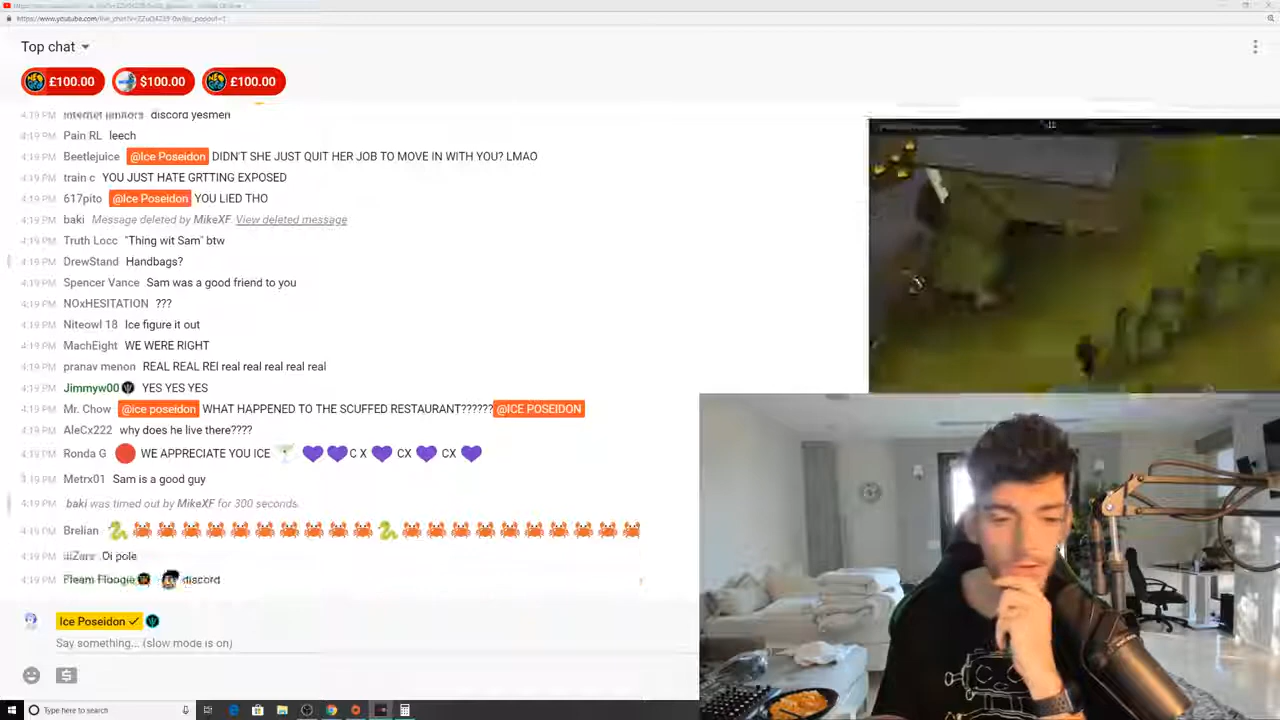 Top chat
£100.00 $100.00 £100.00
4:19 PM discord yesmen
4:19 PM Pain RL leech
4:19 PM Beetlejuice @Ice Poseidon DIDN'T SHE JUST QUIT HER JOB TO MOVE IN WITH YOU? LMAO
4:19 PM train c YOU JUST HATE GRTTING EXPOSED
4:19 PM 617pito @Ice Poseidon YOU LIED THO
4:19 PM baki Message deleted by MikeXF. View deleted message
4:19 PM Truth Locc "Thing wit Sam" btw
4:19 PM DrewStand Handbags?
4:19 PM Spencer Vance Sam was a good friend to you
4:19 PM NOxHESITATION ???
4:19 PM Niteowl 18 Ice figure it out
4:19 PM MachEight WE WERE RIGHT
4:19 PM pranav menon REAL REAL REI real real real real real
4:19 PM Jimmyw00 YES YES YES
4:19 PM Mr. Chow @ice poseidon WHAT HAPPENED TO THE SCUFFED RESTAURANT?????? @ICE POSEIDON
4:19 PM AleCx222 why does he live there????
4:19 PM Ronda G WE APPRECIATE YOU ICE 💜💜C X 💜 CX 💜 CX 💜
4:19 PM Metrx01 Sam is a good guy
4:19 PM baki was timed out by MikeXF for 300 seconds.
4:19 PM Brelian 🐍🦀🦀🦀🦀🦀🦀🦀🦀🦀🦀🐍🦀🦀🦀🦀🦀🦀🦀🦀🦀🦀
4:19 PM Oi pole
4:19 PM discord
Ice Poseidon ✓
Say something... (slow mode is on)
Type here to search